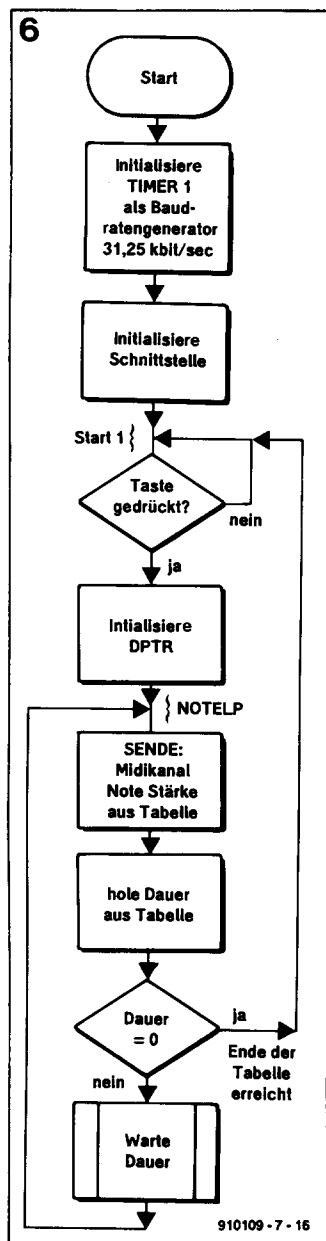 6
Start
Initialisiere
TIMER 1
als Baud-
ratengenerator
31,25 kbit/sec
Initialisiere
Schnittstelle
Start 1
Taste
gedrückt?
nein
ja
Intialisiere
DPTR
NOTELP
SENDE:
Midikanal
Note Stärke
aus Tabelle
hole Dauer
aus Tabelle
Dauer
= 0
ja
Ende der
Tabelle
erreicht
nein
Warte
Dauer
910109 - 7 - 16